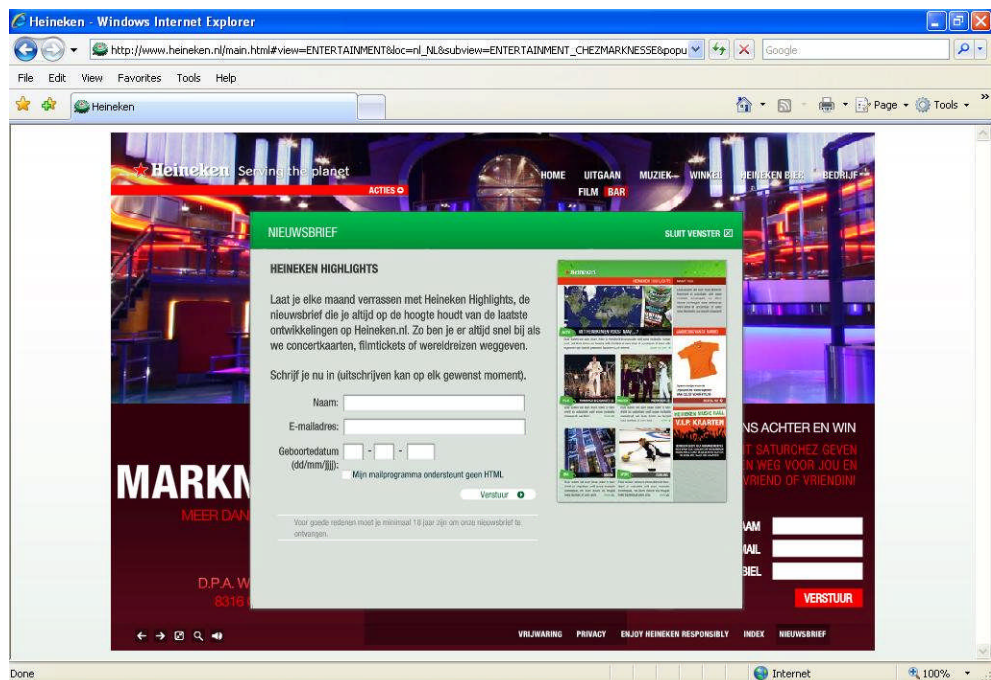 Heineken - Windows Internet Explorer
http://www.heineken.nl/main.html#view=ENTERTAINMENT&loc=nl_NL&subview=ENTERTAINMENT_CHEZMARKNESSE&popu
Google
File Edit View Favorites Tools Help
Heineken
Page Tools
Heineken Serving the planet
ACTIES
HOME UITGAAN MUZIEK WINKEL HEINEKEN BIER BEDRIJF
FILM BAR
NIEUWSBRIEF
SLUIT VENSTER
HEINEKEN HIGHLIGHTS
Laat je elke maand verrassen met Heineken Highlights, de
nieuwsbrief die je altijd op de hoogte houdt van de laatste
ontwikkelingen op Heineken.nl. Zo ben je er altijd snel bij als
we concertkaarten, filmtickets of wereldreizen weggeven.
Schrijf je nu in (uitschrijven kan op elk gewenst moment).
Naam:
E-mailadres:
Geboortedatum
(dd/mm/jjjj):
- -
Mijn mailprogramma ondersteunt geen HTML
Verstuur
Voor goede redenen moet je minimaal 18 jaar zijn om onze nieuwsbrief te
ontvangen.
Heineken
HEINEKEN HIGHLIGHTS
HEINEKEN MUSIC HALL
V.I.P. KAARTEN
NS ACHTER EN WIN
T SATURCHEZ GEVEN
N WEG VOOR JOU EN
VRIEND OF VRIENDIN!
MARKN
MEER DAN
D.P.A. W
8316
AAM
AIL
BIEL
VERSTUUR
VRIJWARING PRIVACY ENJOY HEINEKEN RESPONSIBLY INDEX NIEUWSBRIEF
Done
Internet
100%